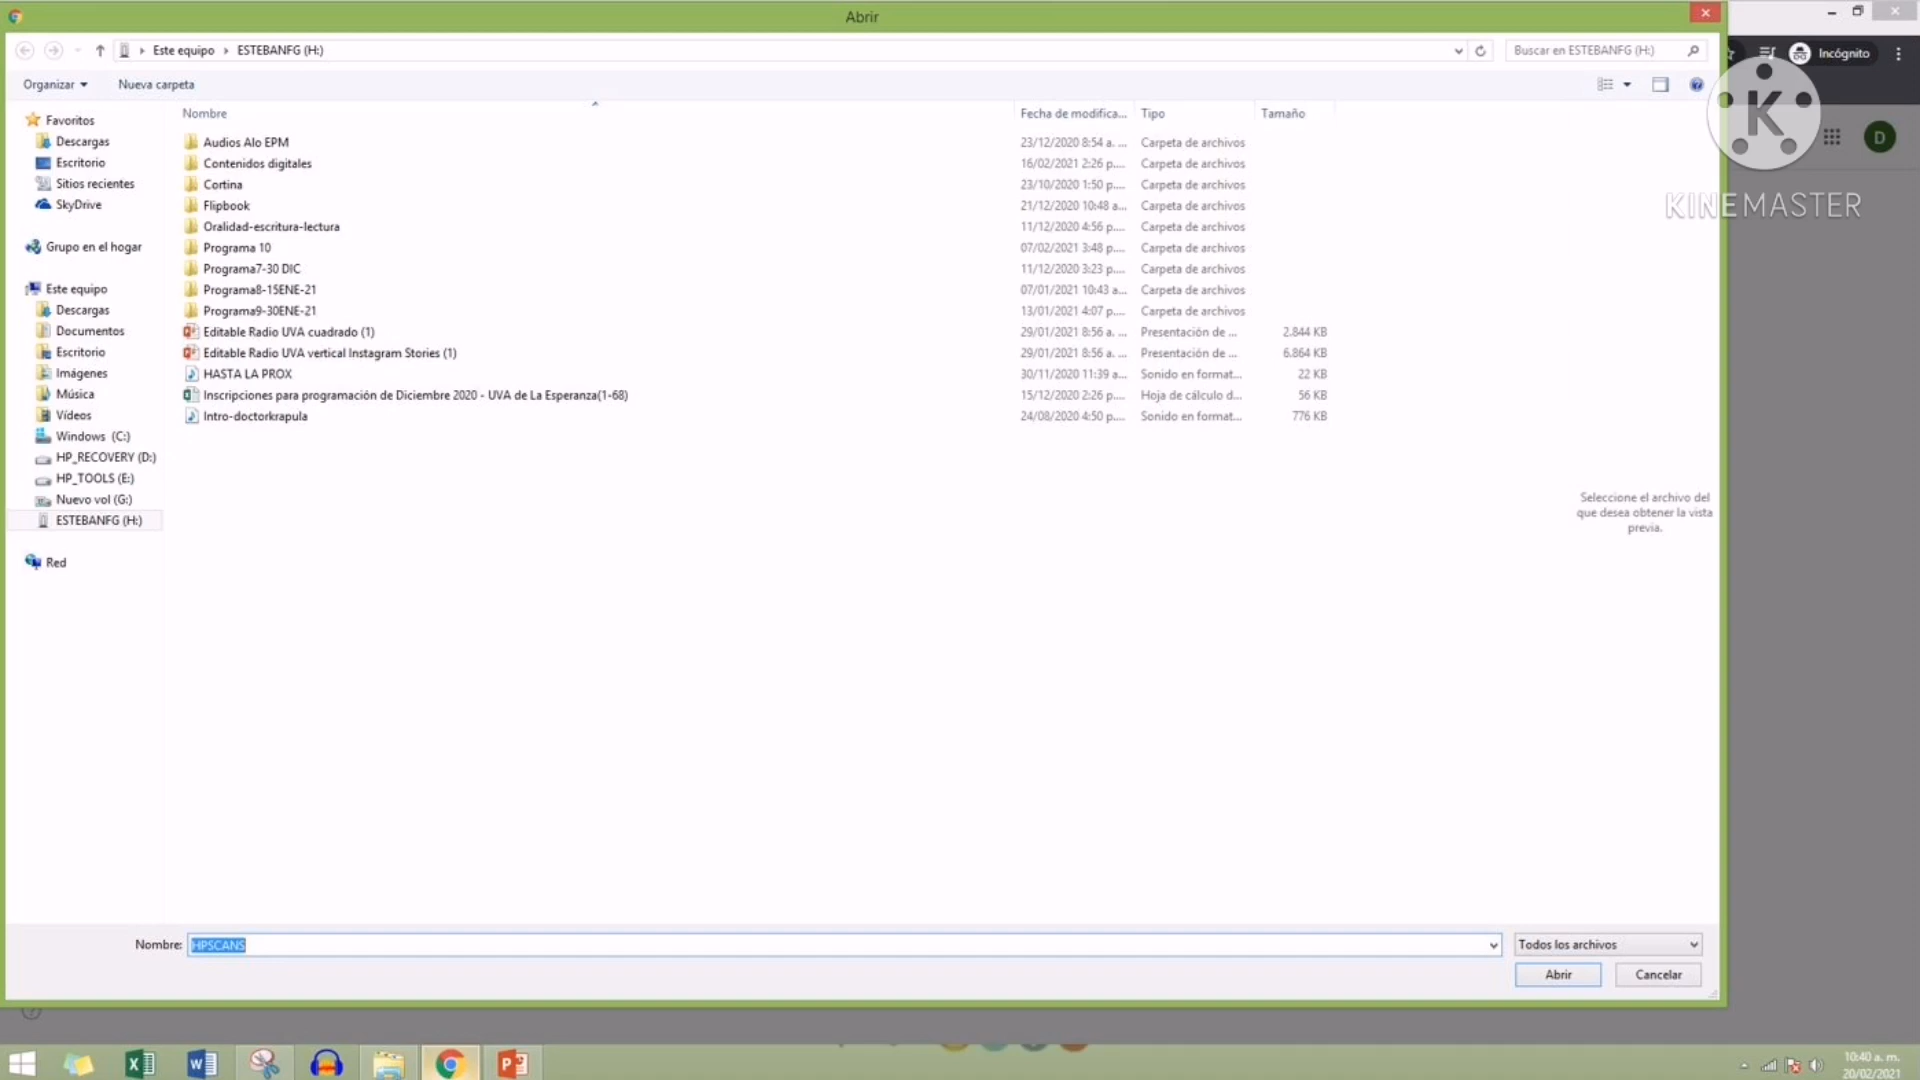 Abrir
Este equipo ESTEBANFG (H:)
Buscar en ESTEBANFG (H:)
Incógnito
Organizar
Nueva carpeta
K
D
KINEMASTER
Nombre Fecha de modifica... Tipo Tamaño
Favoritos
Descargas
Escritorio
Sitios recientes
SkyDrive
Grupo en el hogar
Este equipo
Descargas
Documentos
Escritorio
Imágenes
Música
Vídeos
Windows (C:)
HP_RECOVERY (D:)
HP_TOOLS (E:)
Nuevo vol (G:)
ESTEBANFG (H:)
Red
Audios Alo EPM 23/12/2020 8:54 a. ... Carpeta de archivos
Contenidos digitales 16/02/2021 2:26 p.... Carpeta de archivos
Cortina 23/10/2020 1:50 p.... Carpeta de archivos
Flipbook 21/12/2020 10:48 a... Carpeta de archivos
Oralidad-escritura-lectura 11/12/2020 4:56 p.... Carpeta de archivos
Programa 10 07/02/2021 3:48 p.... Carpeta de archivos
Programa7-30 DIC 11/12/2020 3:23 p.... Carpeta de archivos
Programa8-15ENE-21 07/01/2021 10:43 a... Carpeta de archivos
Programa9-30ENE-21 13/01/2021 4:07 p.... Carpeta de archivos
Editable Radio UVA cuadrado (1) 29/01/2021 8:56 a. ... Presentación de ... 2.844 KB
Editable Radio UVA vertical Instagram Stories (1) 29/01/2021 8:56 a. ... Presentación de ... 6.864 KB
HASTA LA PROX 30/11/2020 11:39 a... Sonido en format... 22 KB
Inscripciones para programación de Diciembre 2020 - UVA de La Esperanza(1-68) 15/12/2020 2:26 p.... Hoja de cálculo d... 56 KB
Intro-doctorkrapula 24/08/2020 4:50 p.... Sonido en format... 776 KB
Seleccione el archivo del
que desea obtener la vista
previa.
Nombre: HPSCANS
Todos los archivos
Abrir
Cancelar
10:40 a. m.
20/02/2021